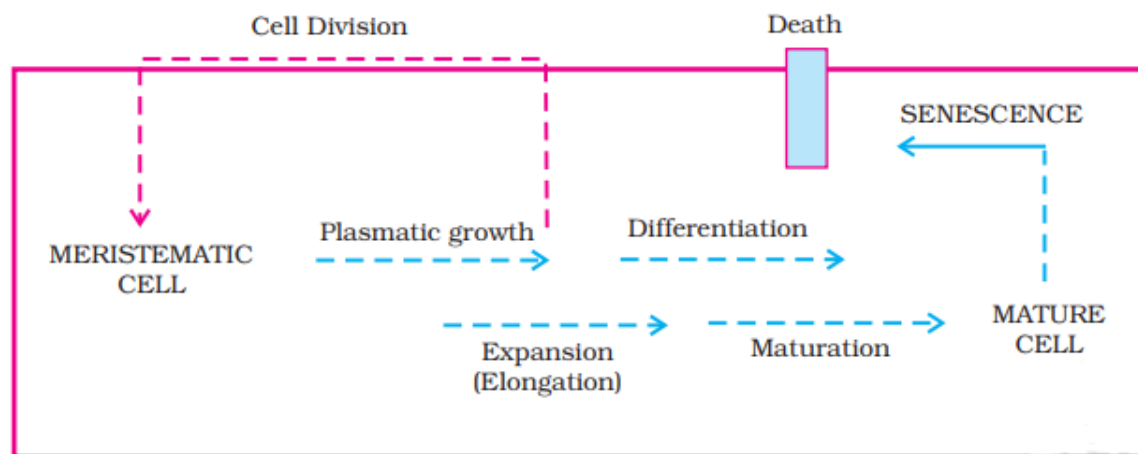 Cell Division
Death
SENESCENCE
Plasmatic growth
Differentiation
MERISTEMATIC
CELL
Expansion
(Elongation)
Maturation
MATURE
CELL